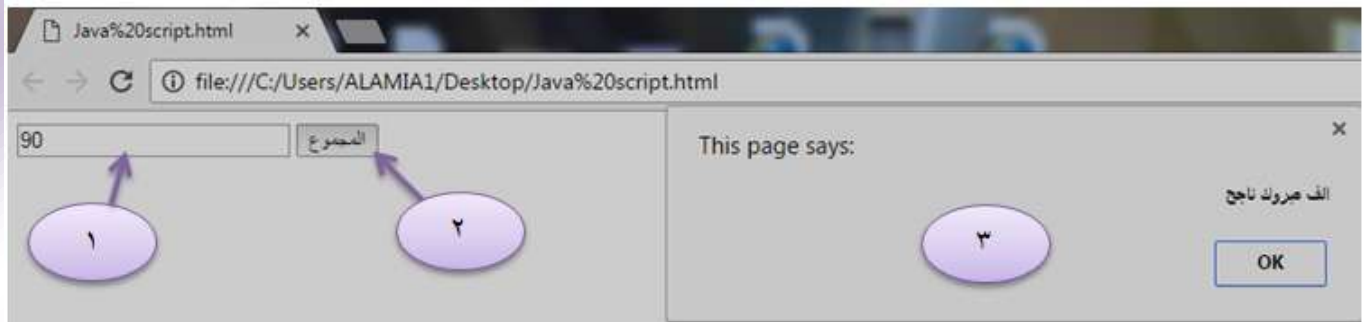 Java%20script.html
file:///C:/Users/ALAMIA1/Desktop/Java%20script.html
90 المجموع
This page says:
الف مبروك ناجح
OK
١
٢
٣